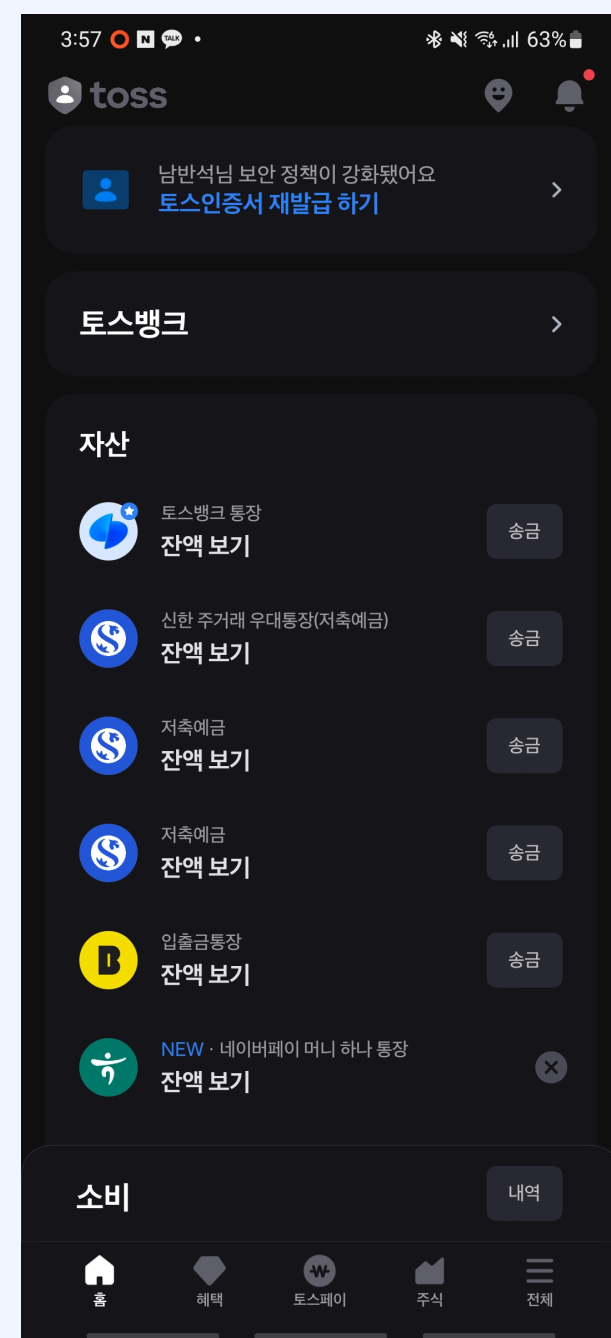 3:57 N TALK 63%
toss
남반석님 보안 정책이 강화됐어요
토스인증서 재발급 하기
토스뱅크
자산
토스뱅크 통장
잔액 보기
송금
신한 주거래 우대통장(저축예금)
잔액 보기
송금
저축예금
잔액 보기
송금
저축예금
잔액 보기
송금
입출금통장
잔액 보기
송금
NEW · 네이버페이 머니 하나 통장
잔액 보기
소비
내역
홈 혜택 토스페이 주식 전체